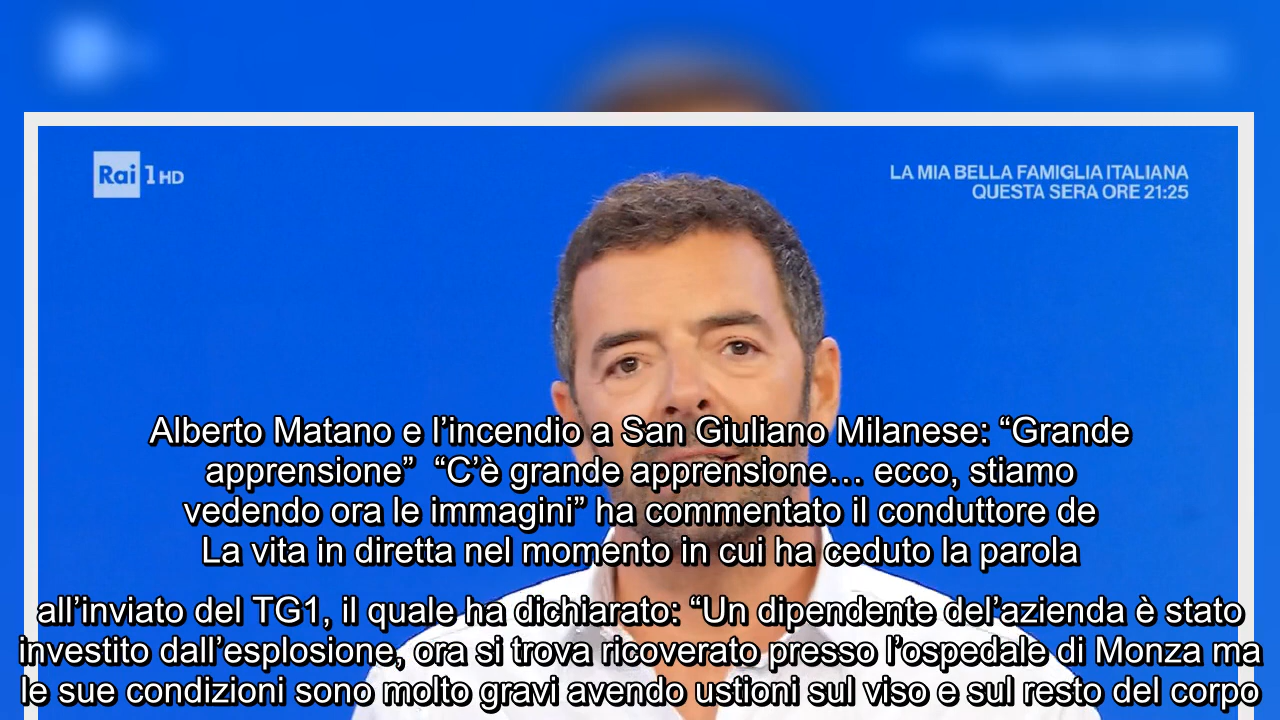 Rai 1 HD
LA MIA BELLA FAMIGLIA ITALIANA
QUESTA SERA ORE 21:25
Alberto Matano e l’incendio a San Giuliano Milanese: “Grande
apprensione” “C’è grande apprensione… ecco, stiamo
vedendo ora le immagini” ha commentato il conduttore de
La vita in diretta nel momento in cui ha ceduto la parola
all’inviato del TG1, il quale ha dichiarato: “Un dipendente del’azienda è stato
investito dall’esplosione, ora si trova ricoverato presso l’ospedale di Monza ma
le sue condizioni sono molto gravi avendo ustioni sul viso e sul resto del corpo